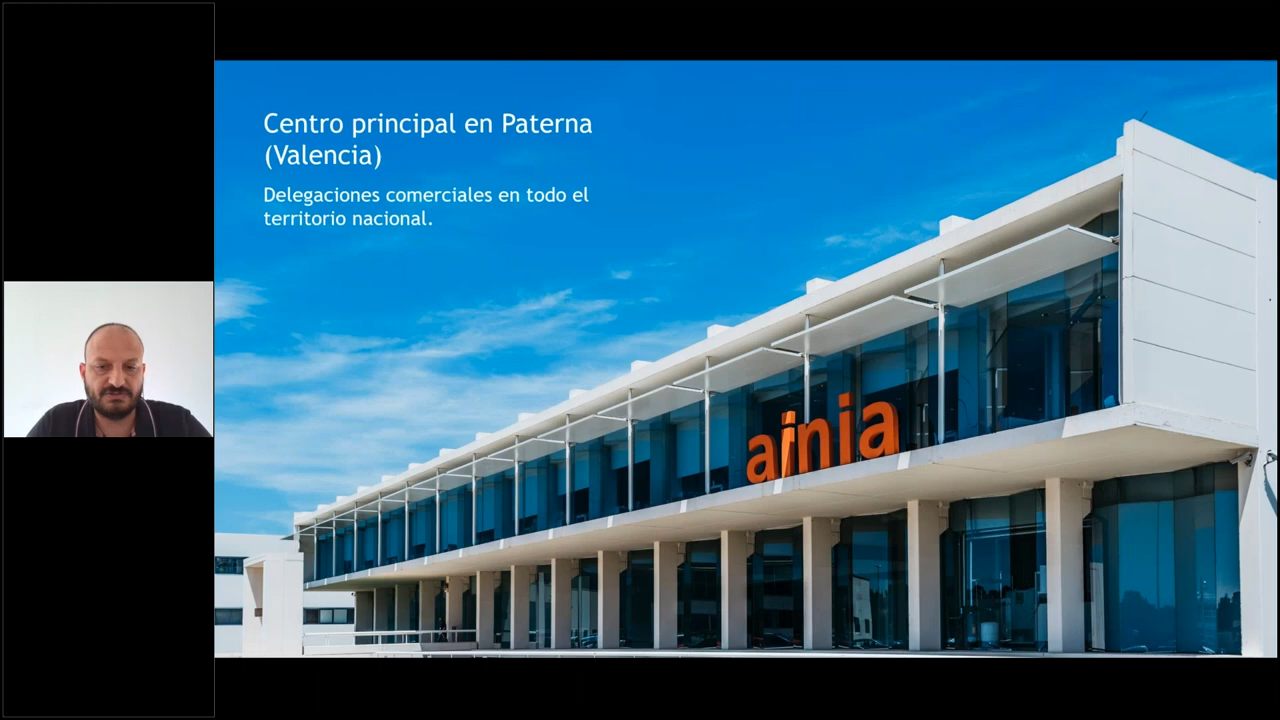 Centro principal en Paterna
(Valencia)
Delegaciones comerciales en todo el
territorio nacional.
ainia